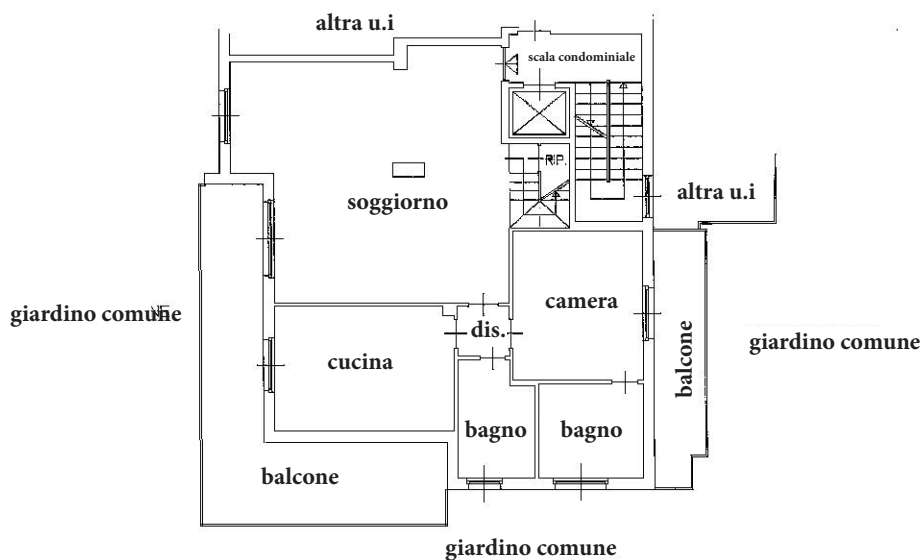 altra u.i
scala condominiale
RIP.
altra u.i
soggiorno
camera
giardino comune
dis.
giardino comune
cucina
balcone
bagno
bagno
balcone
giardino comune